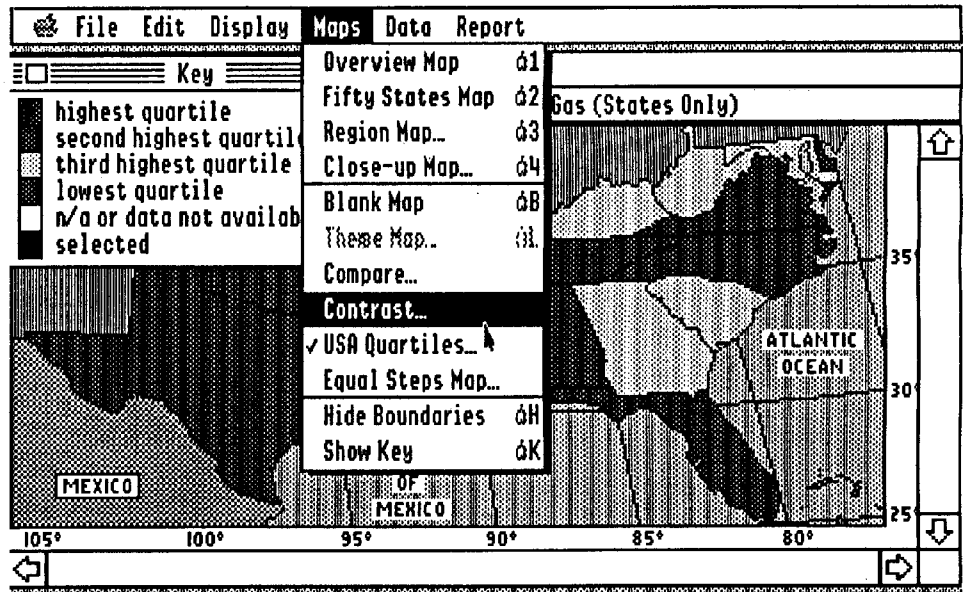 File Edit Display Maps Data Report
Key
highest quartile
second highest quartile
third highest quartile
lowest quartile
n/a or data not availab
selected
Overview Map 1
Fifty States Map 2
Region Map... 3
Close-up Map... 4
Blank Map B
Theme Map... L
Compare...
Contrast...
✓ USA Quartiles...
Equal Steps Map...
Hide Boundaries H
Show Key K
Gas (States Only)
ATLANTIC
OCEAN
MEXICO
OF
MEXICO
35°
30°
25°
105° 100° 95° 90° 85° 80°